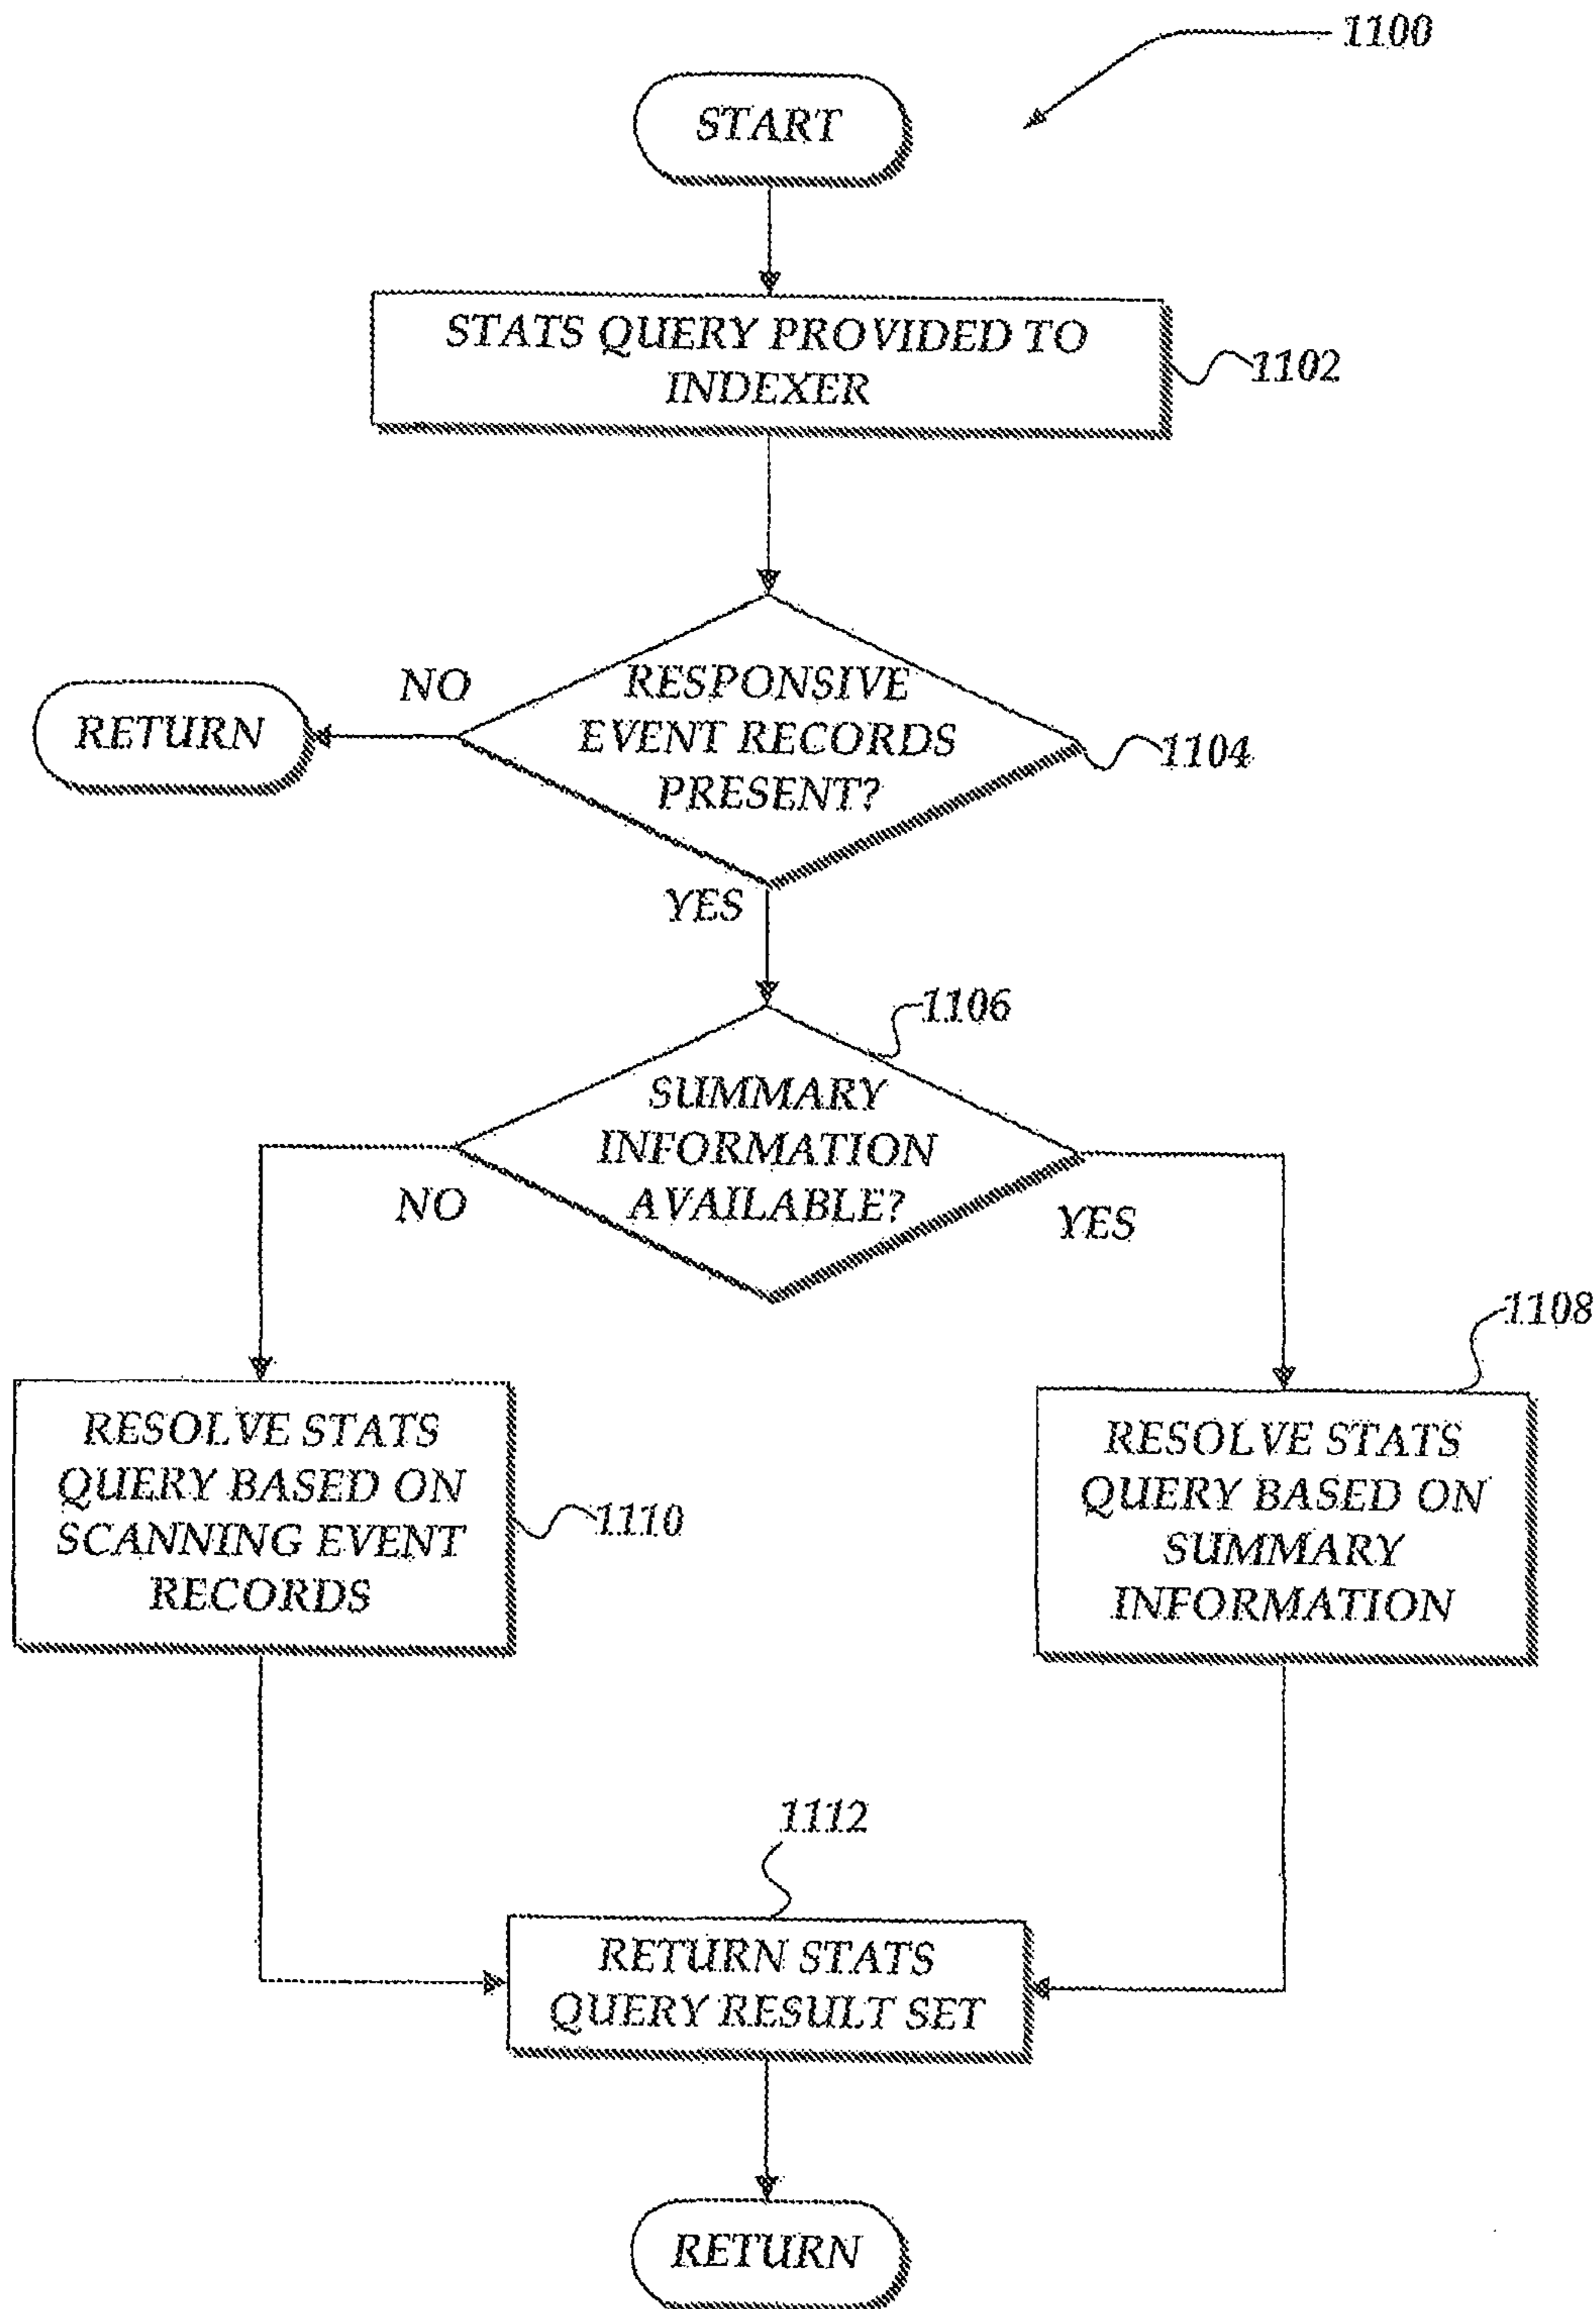 1100
START
STATS QUERY PROVIDED TO
INDEXER
1102
NO
RESPONSIVE
EVENT RECORDS
PRESENT?
RETURN
1104
YES
1106
SUMMARY
INFORMATION
AVAILABLE?
NO
YES
1108
RESOLVE STATS
QUERY BASED ON
SCANNING EVENT
RECORDS
1110
RESOLVE STATS
QUERY BASED ON
SUMMARY
INFORMATION
1112
RETURN STATS
QUERY RESULT SET
RETURN